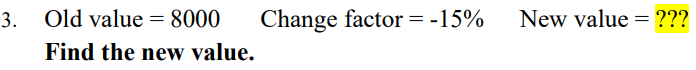 3. Old value = 8000 Change factor = -15% New value = ???
Find the new value.